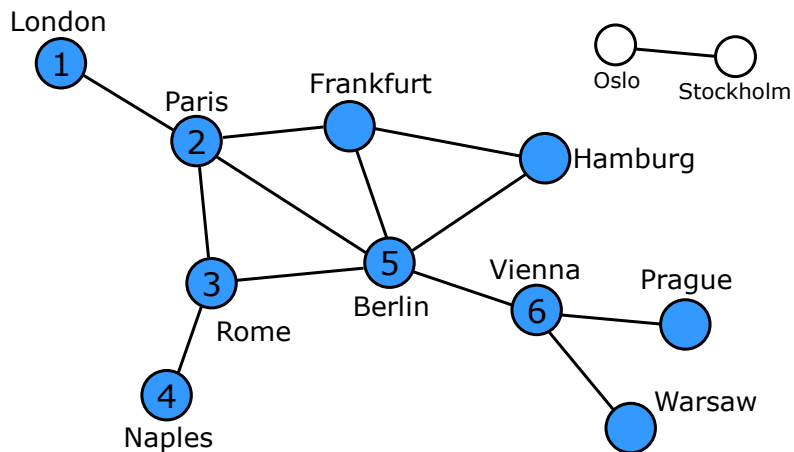 London
1
Oslo
Stockholm
Frankfurt
Paris
2
Hamburg
5
Berlin
3
Rome
Vienna
6
Prague
4
Naples
Warsaw